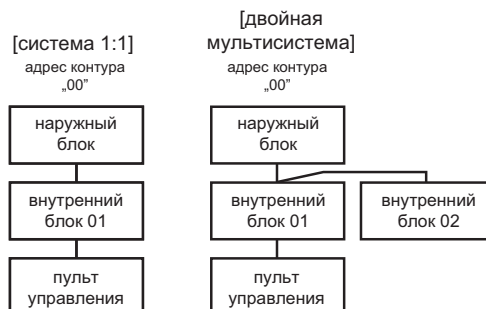 [система 1:1]
адрес контура
„00”
наружный
блок
внутренний
блок 01
пульт
управления
[двойная
мультисистема]
адрес контура
„00”
наружный
блок
внутренний
блок 01
внутренний
блок 02
пульт
управления